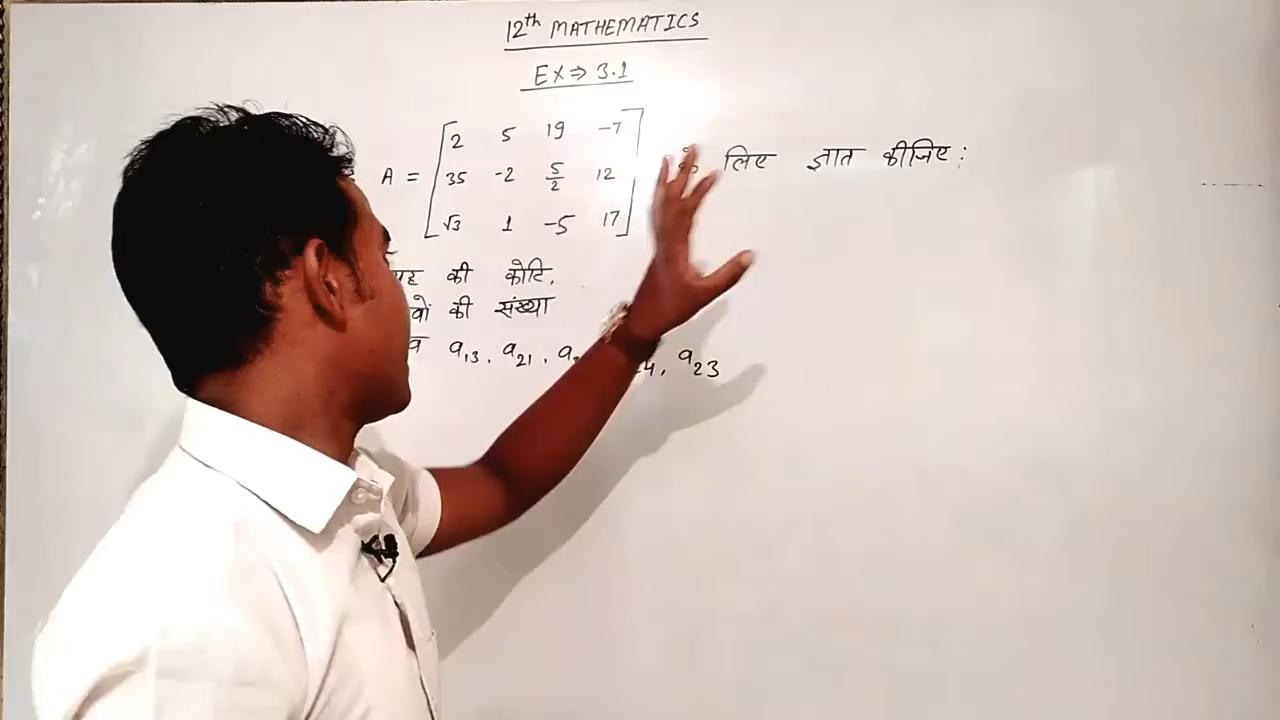 12th MATHEMATICS
EX ⇒ 3.1
A = [ 2 5 19 -7
35 -2 5/2 12
√3 1 -5 17 ] के लिए ज्ञात कीजिए :
की कोटि,
की संख्या
a13, a21, a23